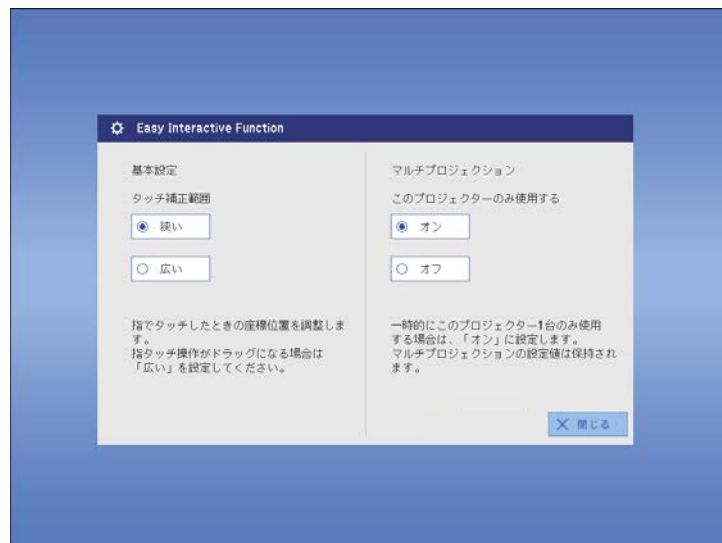 Easy Interactive Function
基本設定
タッチ補正範囲
狭い
広い
指でタッチしたときの座標位置を調整しま
す。
指タッチ操作がドラッグになる場合は
「広い」を設定してください。
マルチプロジェクション
このプロジェクターのみ使用する
オン
オフ
一時的にこのプロジェクター1台のみ使用
する場合は、「オン」に設定します。
マルチプロジェクションの設定値は保持され
ます。
閉じる